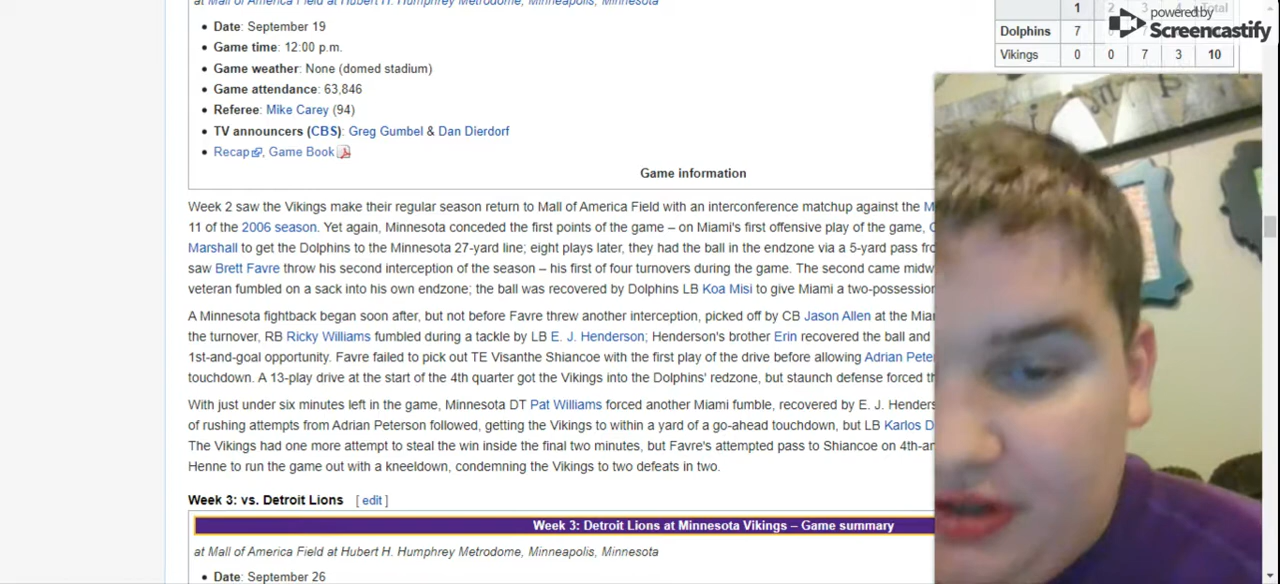 at Mall of America Field at Hubert H. Humphrey Metrodome, Minneapolis, Minnesota
• Date: September 19
• Game time: 12:00 p.m.
• Game weather: None (domed stadium)
• Game attendance: 63,846
• Referee: Mike Carey (94)
• TV announcers (CBS): Greg Gumbel & Dan Dierdorf
• Recap, Game Book
Game information
1 2 3 4 Total
Dolphins 7
Vikings 0 0 7 3 10
powered by
Screencastify
Week 2 saw the Vikings make their regular season return to Mall of America Field with an interconference matchup against the
11 of the 2006 season. Yet again, Minnesota conceded the first points of the game – on Miami's first offensive play of the game,
Marshall to get the Dolphins to the Minnesota 27-yard line; eight plays later, they had the ball in the endzone via a 5-yard pass
saw Brett Favre throw his second interception of the season – his first of four turnovers during the game. The second came
veteran fumbled on a sack into his own endzone; the ball was recovered by Dolphins LB Koa Misi to give Miami a two-possession
A Minnesota fightback began soon after, but not before Favre threw another interception, picked off by CB Jason Allen at the
the turnover, RB Ricky Williams fumbled during a tackle by LB E. J. Henderson; Henderson's brother Erin recovered the ball and
1st-and-goal opportunity. Favre failed to pick out TE Visanthe Shiancoe with the first play of the drive before allowing Adrian
touchdown. A 13-play drive at the start of the 4th quarter got the Vikings into the Dolphins' redzone, but staunch defense forced
With just under six minutes left in the game, Minnesota DT Pat Williams forced another Miami fumble, recovered by E. J.
of rushing attempts from Adrian Peterson followed, getting the Vikings to within a yard of a go-ahead touchdown, but LB Karlos
The Vikings had one more attempt to steal the win inside the final two minutes, but Favre's attempted pass to Shiancoe on
Henne to run the game out with a kneeldown, condemning the Vikings to two defeats in two.
Week 3: vs. Detroit Lions [ edit ]
Week 3: Detroit Lions at Minnesota Vikings – Game summary
at Mall of America Field at Hubert H. Humphrey Metrodome, Minneapolis, Minnesota
• Date: September 26